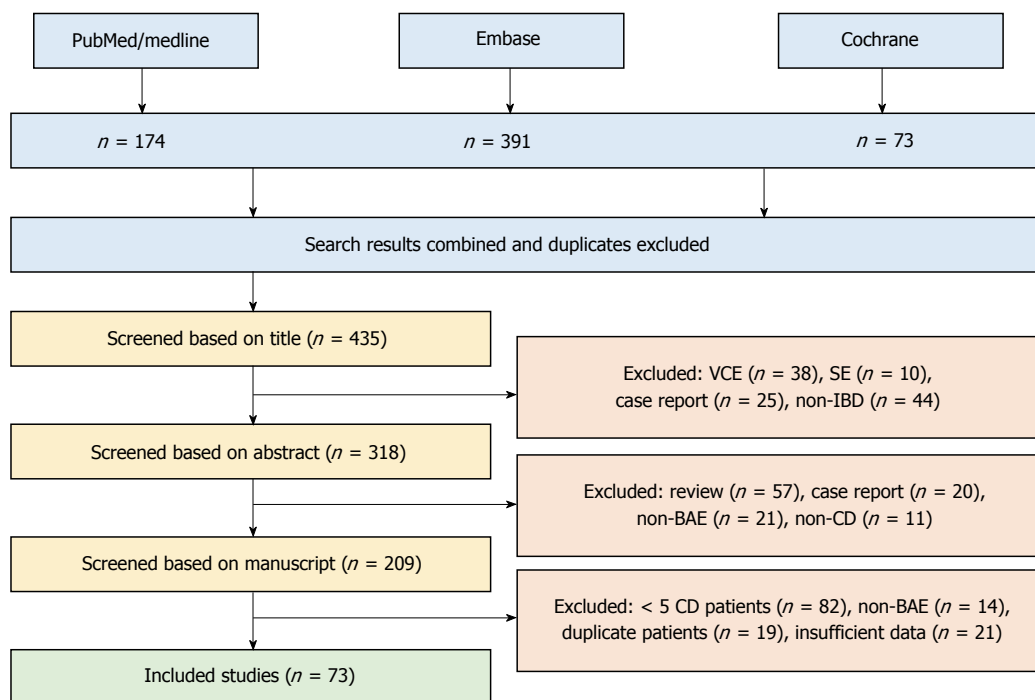 PubMed/medline
Embase
Cochrane
n = 174
n = 391
n = 73
Search results combined and duplicates excluded
Screened based on title (n = 435)
Excluded: VCE (n = 38), SE (n = 10),
case report (n = 25), non-IBD (n = 44)
Screened based on abstract (n = 318)
Excluded: review (n = 57), case report (n = 20),
non-BAE (n = 21), non-CD (n = 11)
Screened based on manuscript (n = 209)
Excluded: < 5 CD patients (n = 82), non-BAE (n = 14),
duplicate patients (n = 19), insufficient data (n = 21)
Included studies (n = 73)